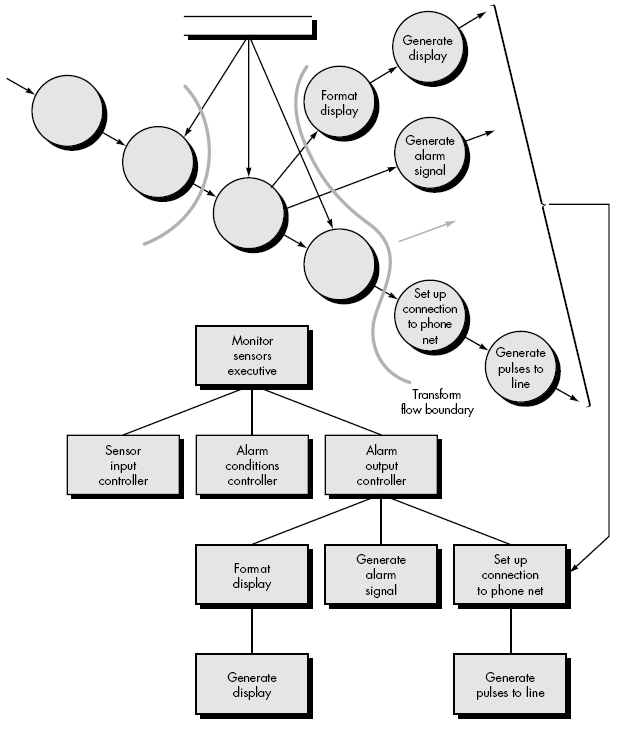 Generate
display
Format
display
Generate
alarm
signal
Set up
connection
to phone
net
Generate
pulses to
line
Transform
flow boundary
Monitor
sensors
executive
Sensor
input
controller
Alarm
conditions
controller
Alarm
output
controller
Format
display
Generate
alarm
signal
Set up
connection
to phone net
Generate
display
Generate
pulses to line